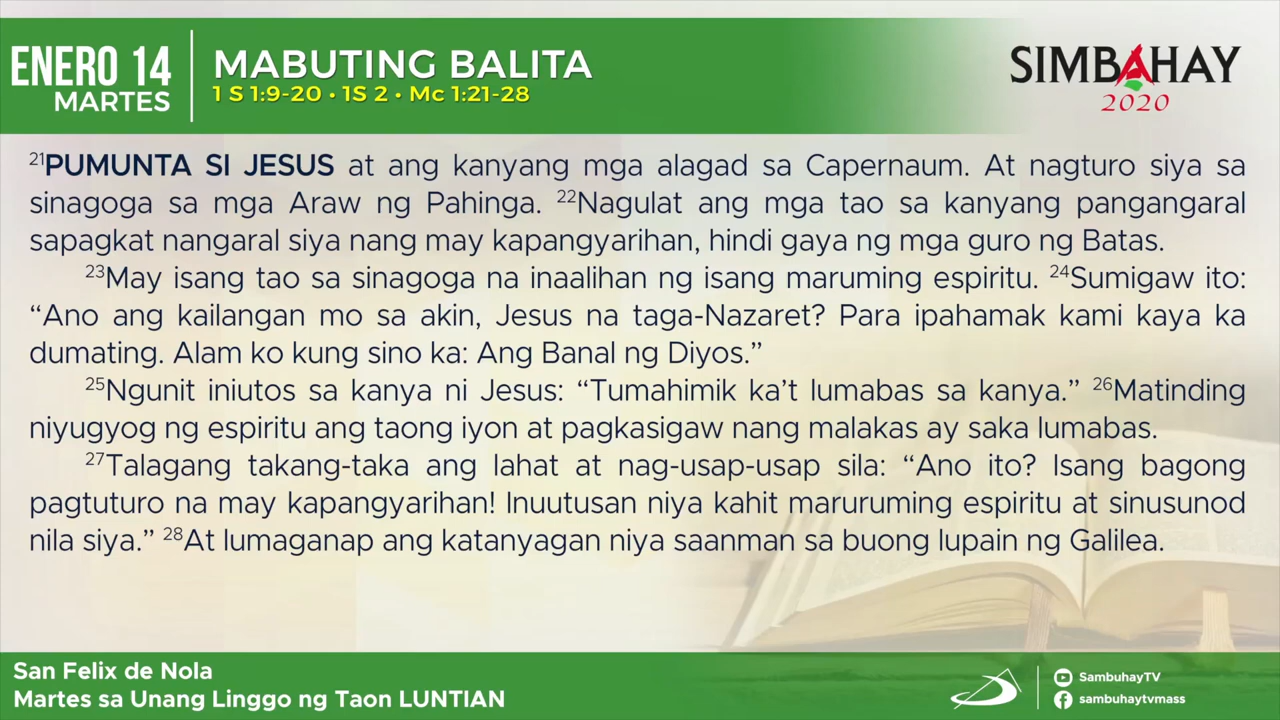 ENERO 14
MARTES
MABUTING BALITA
1 S 1:9-20 • 1S 2 • Mc 1:21-28
SIMBAHAY
2020
21PUMUNTA SI JESUS at ang kanyang mga alagad sa Capernaum. At nagturo siya sa
sinagoga sa mga Araw ng Pahinga. 22Nagulat ang mga tao sa kanyang pangangaral
sapagkat nangaral siya nang may kapangyarihan, hindi gaya ng mga guro ng Batas.
23May isang tao sa sinagoga na inaalihan ng isang maruming espiritu. 24Sumigaw ito:
“Ano ang kailangan mo sa akin, Jesus na taga-Nazaret? Para ipahamak kami kaya ka
dumating. Alam ko kung sino ka: Ang Banal ng Diyos.”
25Ngunit iniutos sa kanya ni Jesus: “Tumahimik ka’t lumabas sa kanya.” 26Matinding
niyugyog ng espiritu ang taong iyon at pagkasigaw nang malakas ay saka lumabas.
27Talagang takang-taka ang lahat at nag-usap-usap sila: “Ano ito? Isang bagong
pagtuturo na may kapangyarihan! Inuutusan niya kahit maruruming espiritu at sinusunod
nila siya.” 28At lumaganap ang katanyagan niya saanman sa buong lupain ng Galilea.
San Felix de Nola
Martes sa Unang Linggo ng Taon LUNTIAN
SambuhayTV
sambuhaytvmass